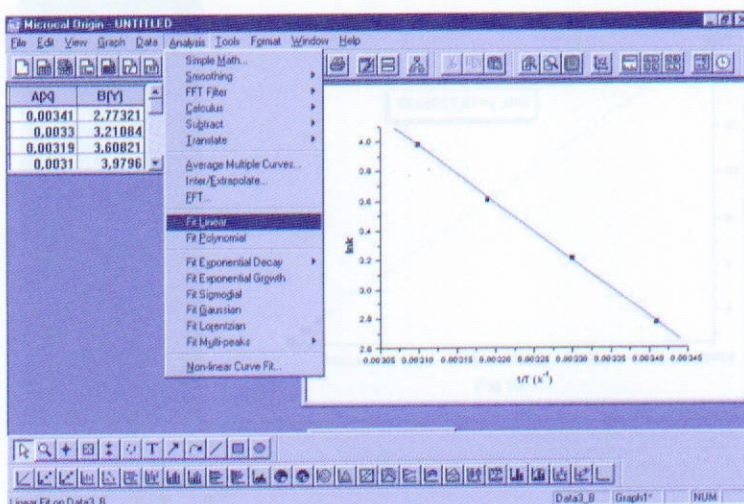 Microcal Origin - UNTITLED
File Edit View Graph Data Analysis Tools Format Window Help
A[X] B[Y]
0,00341 2,77321
0,0033 3,21084
0,00319 3,60821
0,0031 3,9796
Simple Math...
Smoothing
FFT Filter
Calculus
Subtract
Translate
Average Multiple Curves...
Inter/Extrapolate...
FFT...
Fit Linear
Fit Polynomial
Fit Exponential Decay
Fit Exponential Growth
Fit Sigmoidal
Fit Gaussian
Fit Lorentzian
Fit Multi-peaks
Non-linear Curve Fit...
4.0
3.8
3.6
3.4
3.2
3.0
2.8
2.6
lnk
0.00305 0.00310 0.00315 0.00320 0.00325 0.00330 0.00335 0.00340 0.00345
1/T (k⁻¹)
T
Linear Fit on Data3_B Data3_B Graph1* NUM